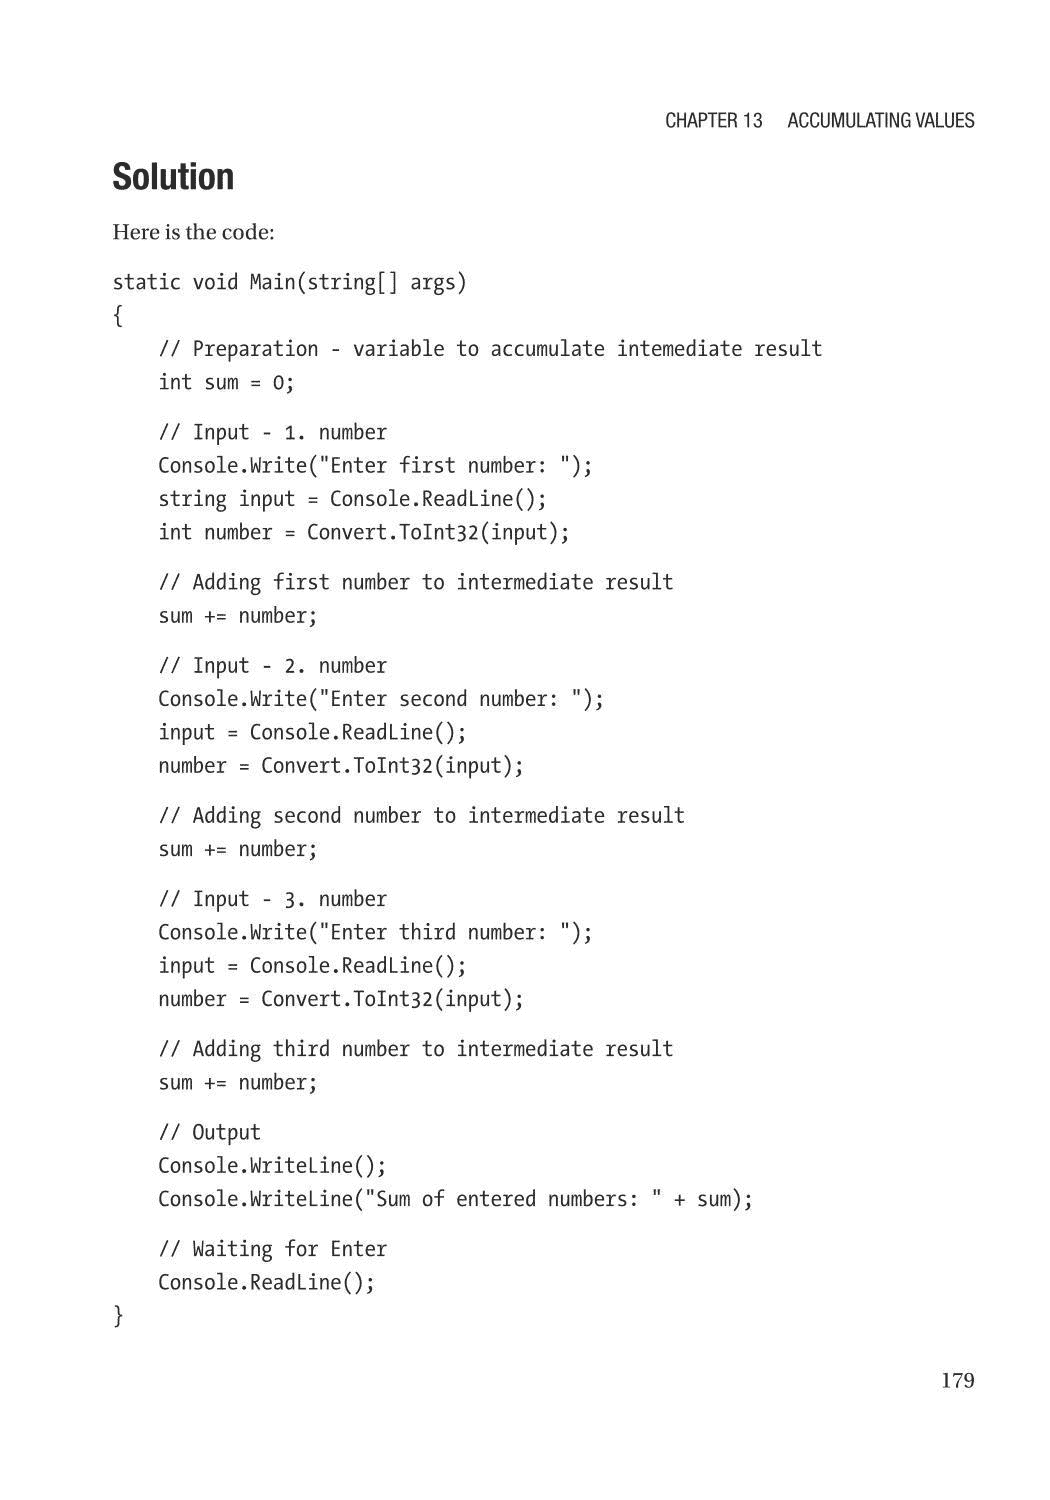 CHAPTER 13 ACCUMULATING VALUES
Solution
Here is the code:
static void Main(string[] args)
{
// Preparation - variable to accumulate intemediate result
int sum = 0;
// Input - 1. number
Console.Write("Enter first number: ");
string input = Console.ReadLine();
int number = Convert.ToInt32(input);
// Adding first number to intermediate result
sum += number;
// Input - 2. number
Console.Write("Enter second number: ");
input = Console.ReadLine();
number = Convert.ToInt32(input);
// Adding second number to intermediate result
sum += number;
// Input - 3. number
Console.Write("Enter third number: ");
input = Console.ReadLine();
number = Convert.ToInt32(input);
// Adding third number to intermediate result
sum += number;
// Output
Console.WriteLine();
Console.WriteLine("Sum of entered numbers: " + sum);
// Waiting for Enter
Console.ReadLine();
}
179